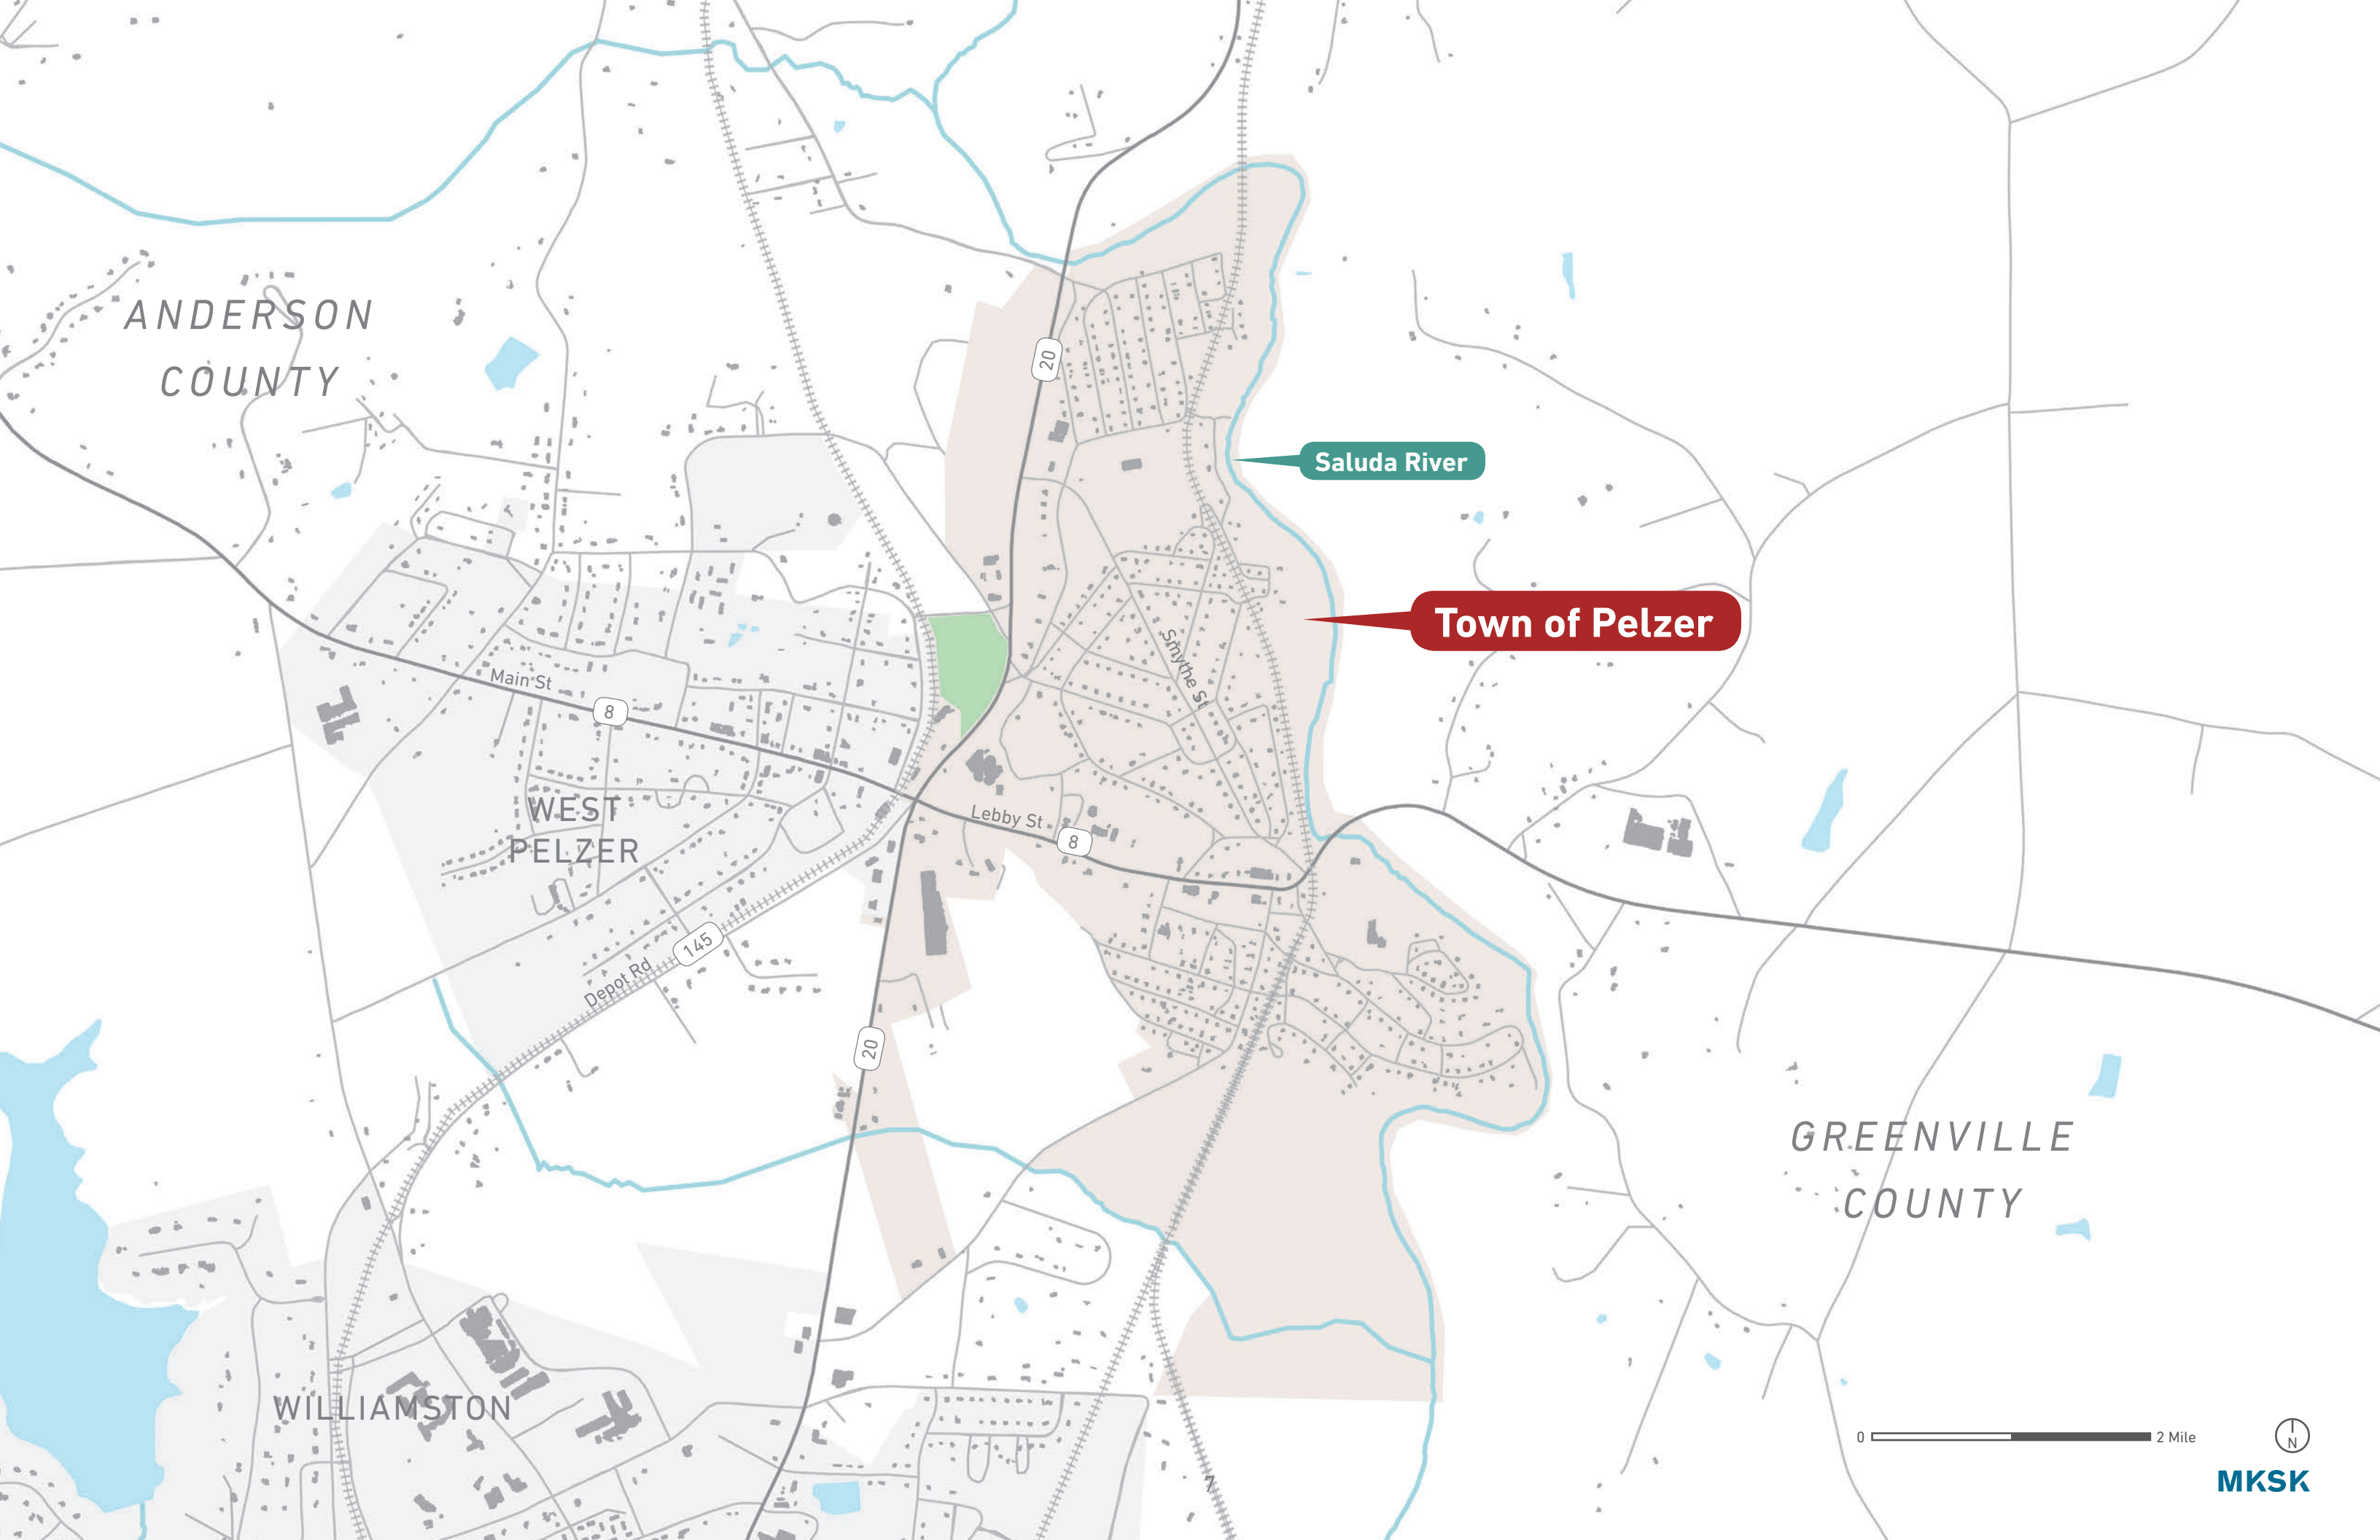 ANDERSON
COUNTY
20
Saluda River
Town of Pelzer
Smythe St
Main St
8
WEST
PELZER
Lebby St
8
145
Depot Rd
20
GREENVILLE
COUNTY
WILLIAMSTON
0
2 Mile
N
MKSK
7